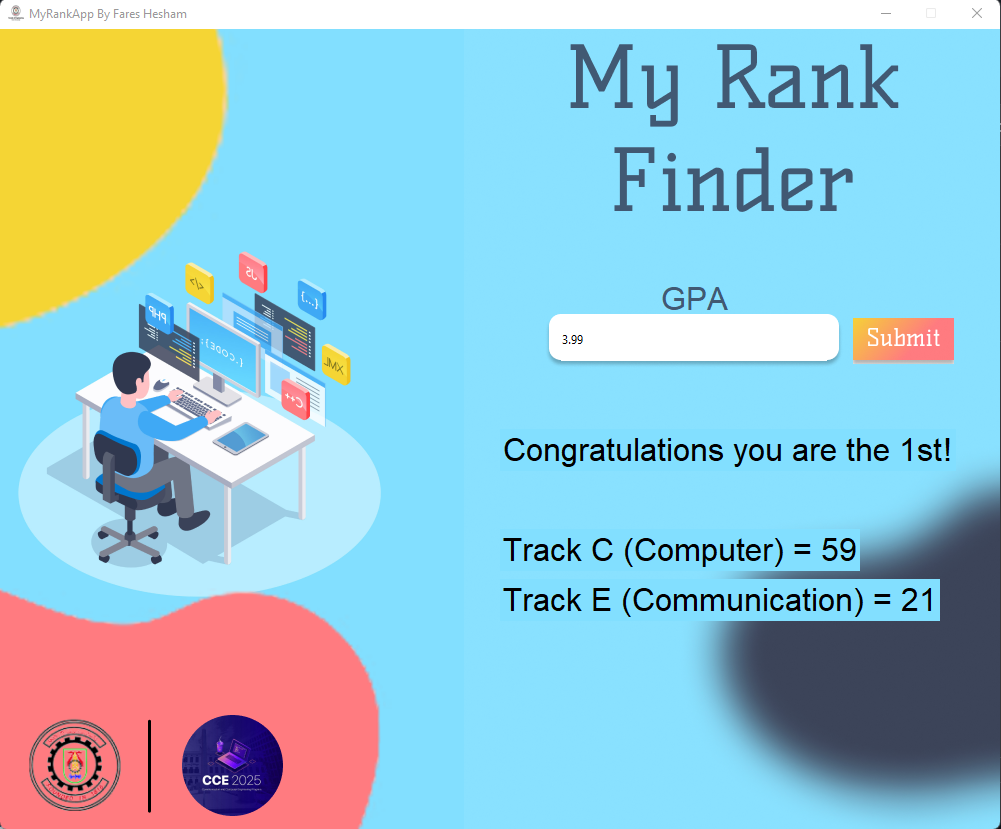 MyRankApp By Fares Hesham
My Rank
Finder
GPA
3.99
Submit
Congratulations you are the 1st!
Track C (Computer) = 59
Track E (Communication) = 21
</>
JS
{...}
PHP
{CODE};
XML
C++
CCE 2025